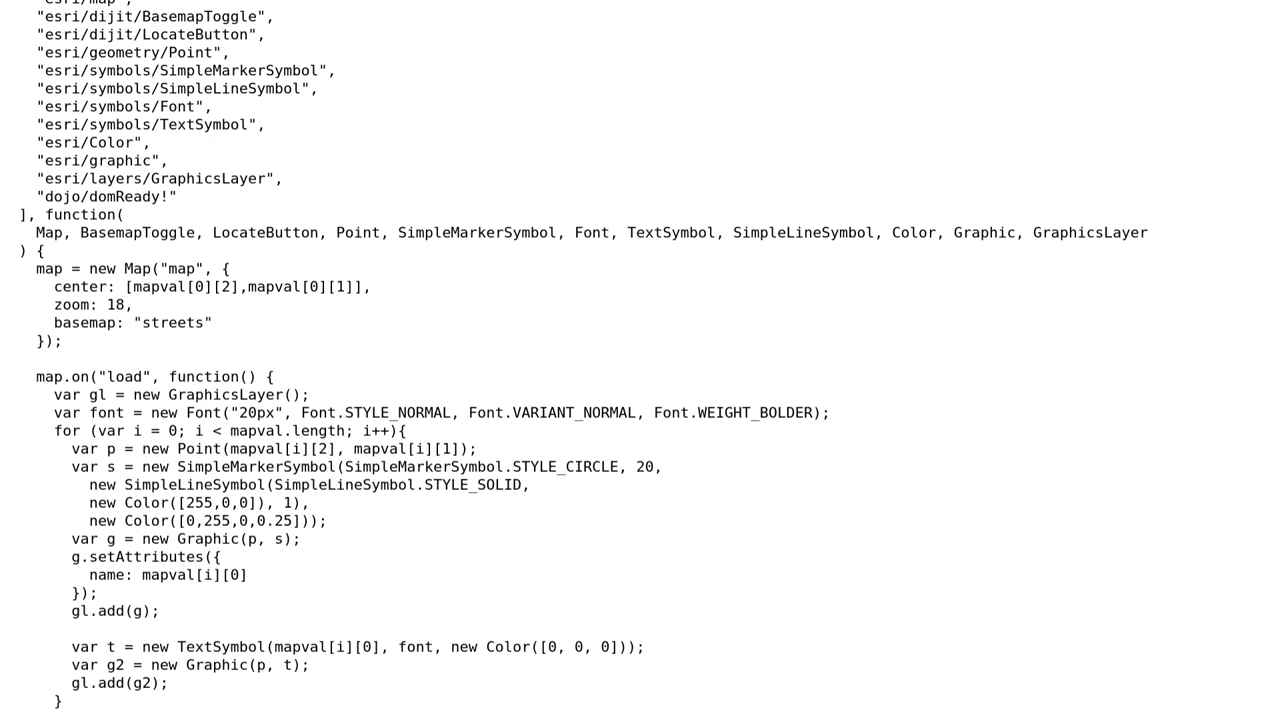 "esri/map",
"esri/dijit/BasemapToggle",
"esri/dijit/LocateButton",
"esri/geometry/Point",
"esri/symbols/SimpleMarkerSymbol",
"esri/symbols/SimpleLineSymbol",
"esri/symbols/Font",
"esri/symbols/TextSymbol",
"esri/Color",
"esri/graphic",
"esri/layers/GraphicsLayer",
"dojo/domReady!"
], function(
Map, BasemapToggle, LocateButton, Point, SimpleMarkerSymbol, Font, TextSymbol, SimpleLineSymbol, Color, Graphic, GraphicsLayer
) {
map = new Map("map", {
center: [mapval[0][2],mapval[0][1]],
zoom: 18,
basemap: "streets"
});
map.on("load", function() {
var gl = new GraphicsLayer();
var font = new Font("20px", Font.STYLE_NORMAL, Font.VARIANT_NORMAL, Font.WEIGHT_BOLDER);
for (var i = 0; i < mapval.length; i++){
var p = new Point(mapval[i][2], mapval[i][1]);
var s = new SimpleMarkerSymbol(SimpleMarkerSymbol.STYLE_CIRCLE, 20,
new SimpleLineSymbol(SimpleLineSymbol.STYLE_SOLID,
new Color([255,0,0]), 1),
new Color([0,255,0,0.25]));
var g = new Graphic(p, s);
g.setAttributes({
name: mapval[i][0]
});
gl.add(g);
var t = new TextSymbol(mapval[i][0], font, new Color([0, 0, 0]));
var g2 = new Graphic(p, t);
gl.add(g2);
}